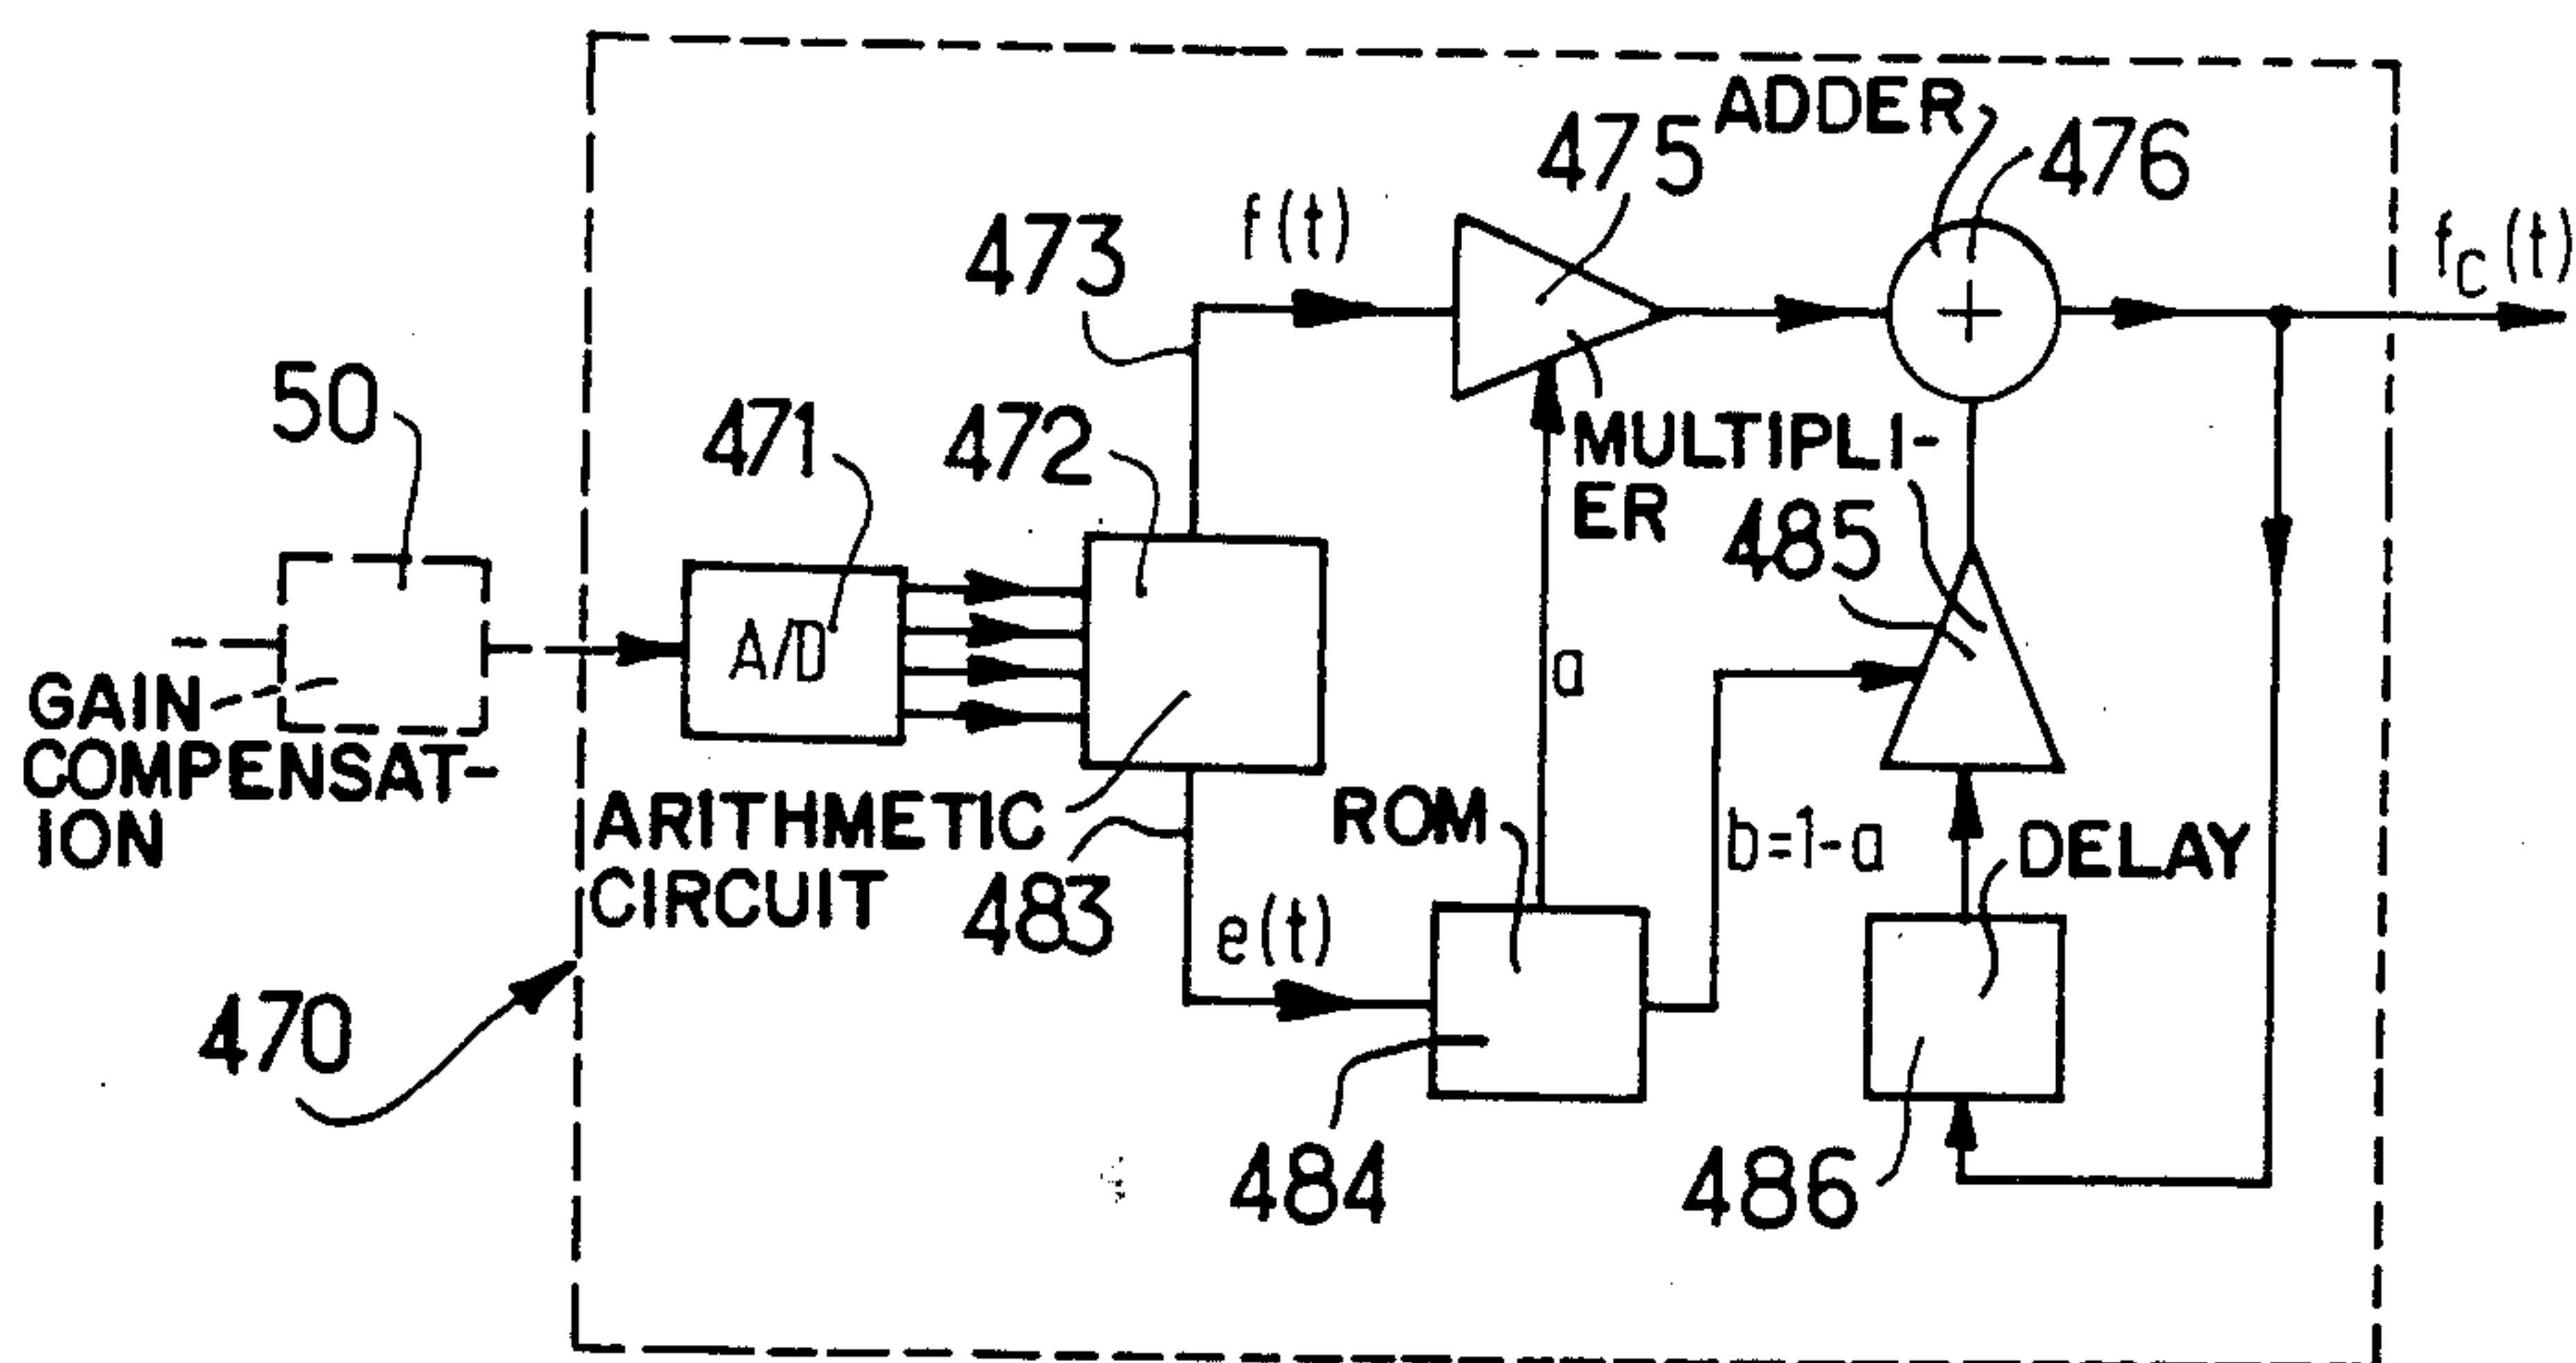 ADDER
475
476
f(t)
473
f_C(t)
50
471
472
MULTIPLI-
ER
485
A/D
a
GAIN
COMPENSAT-
ION
ARITHMETIC
CIRCUIT
ROM
b=1-a
DELAY
483
e(t)
470
484
486